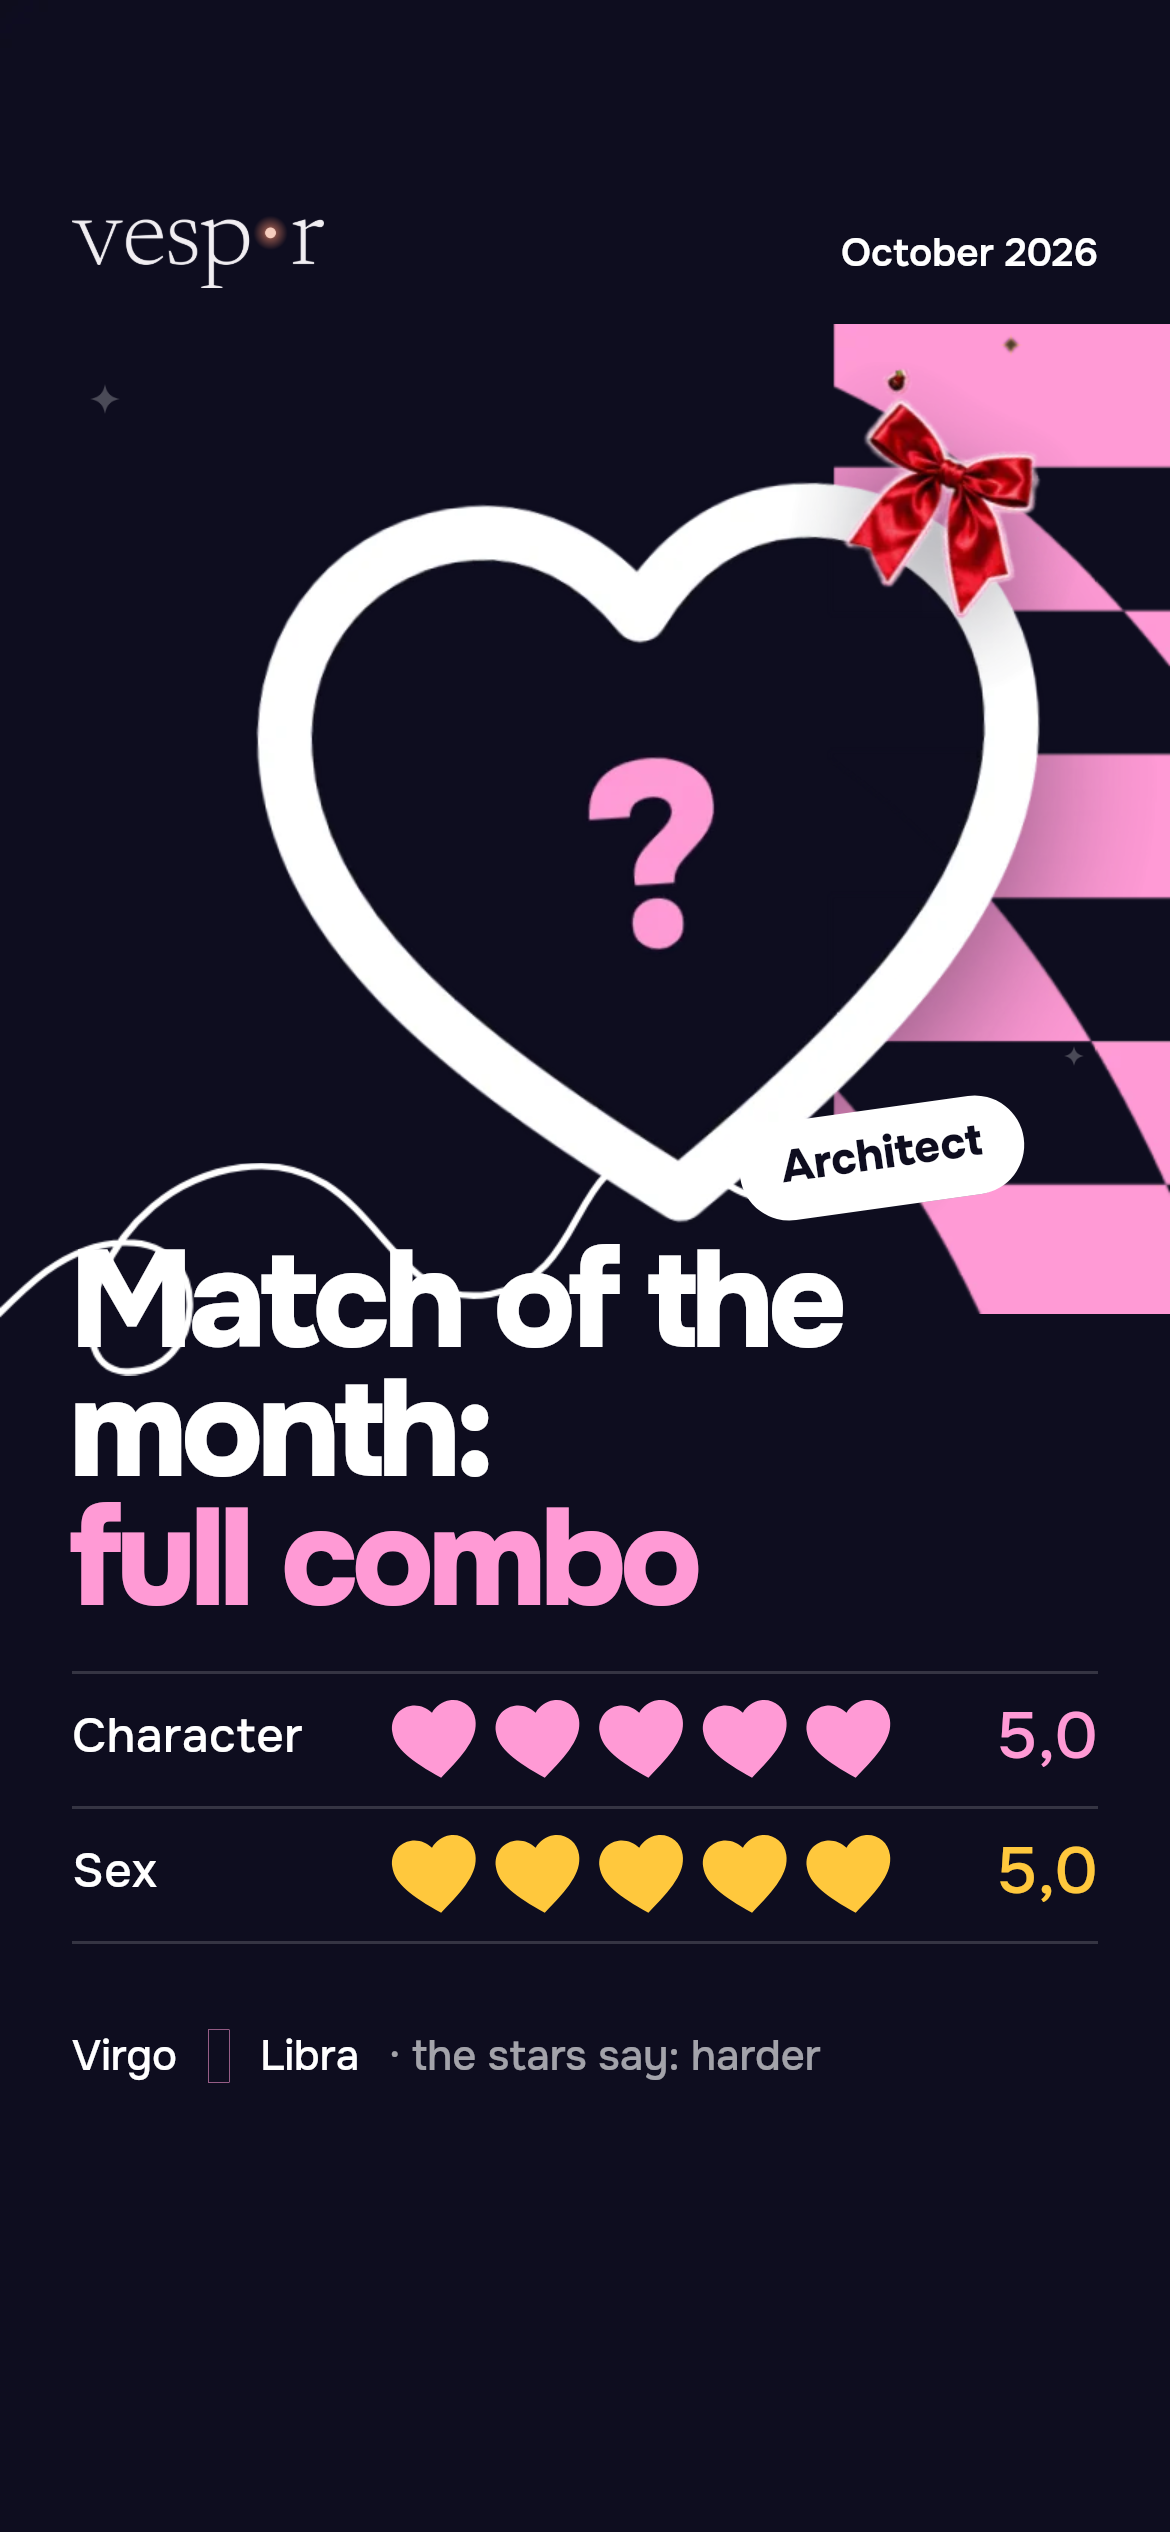 vesp•r
October 2026
?
Architect
Match of the
month:
full combo
Character 5,0
Sex 5,0
Virgo Libra · the stars say: harder